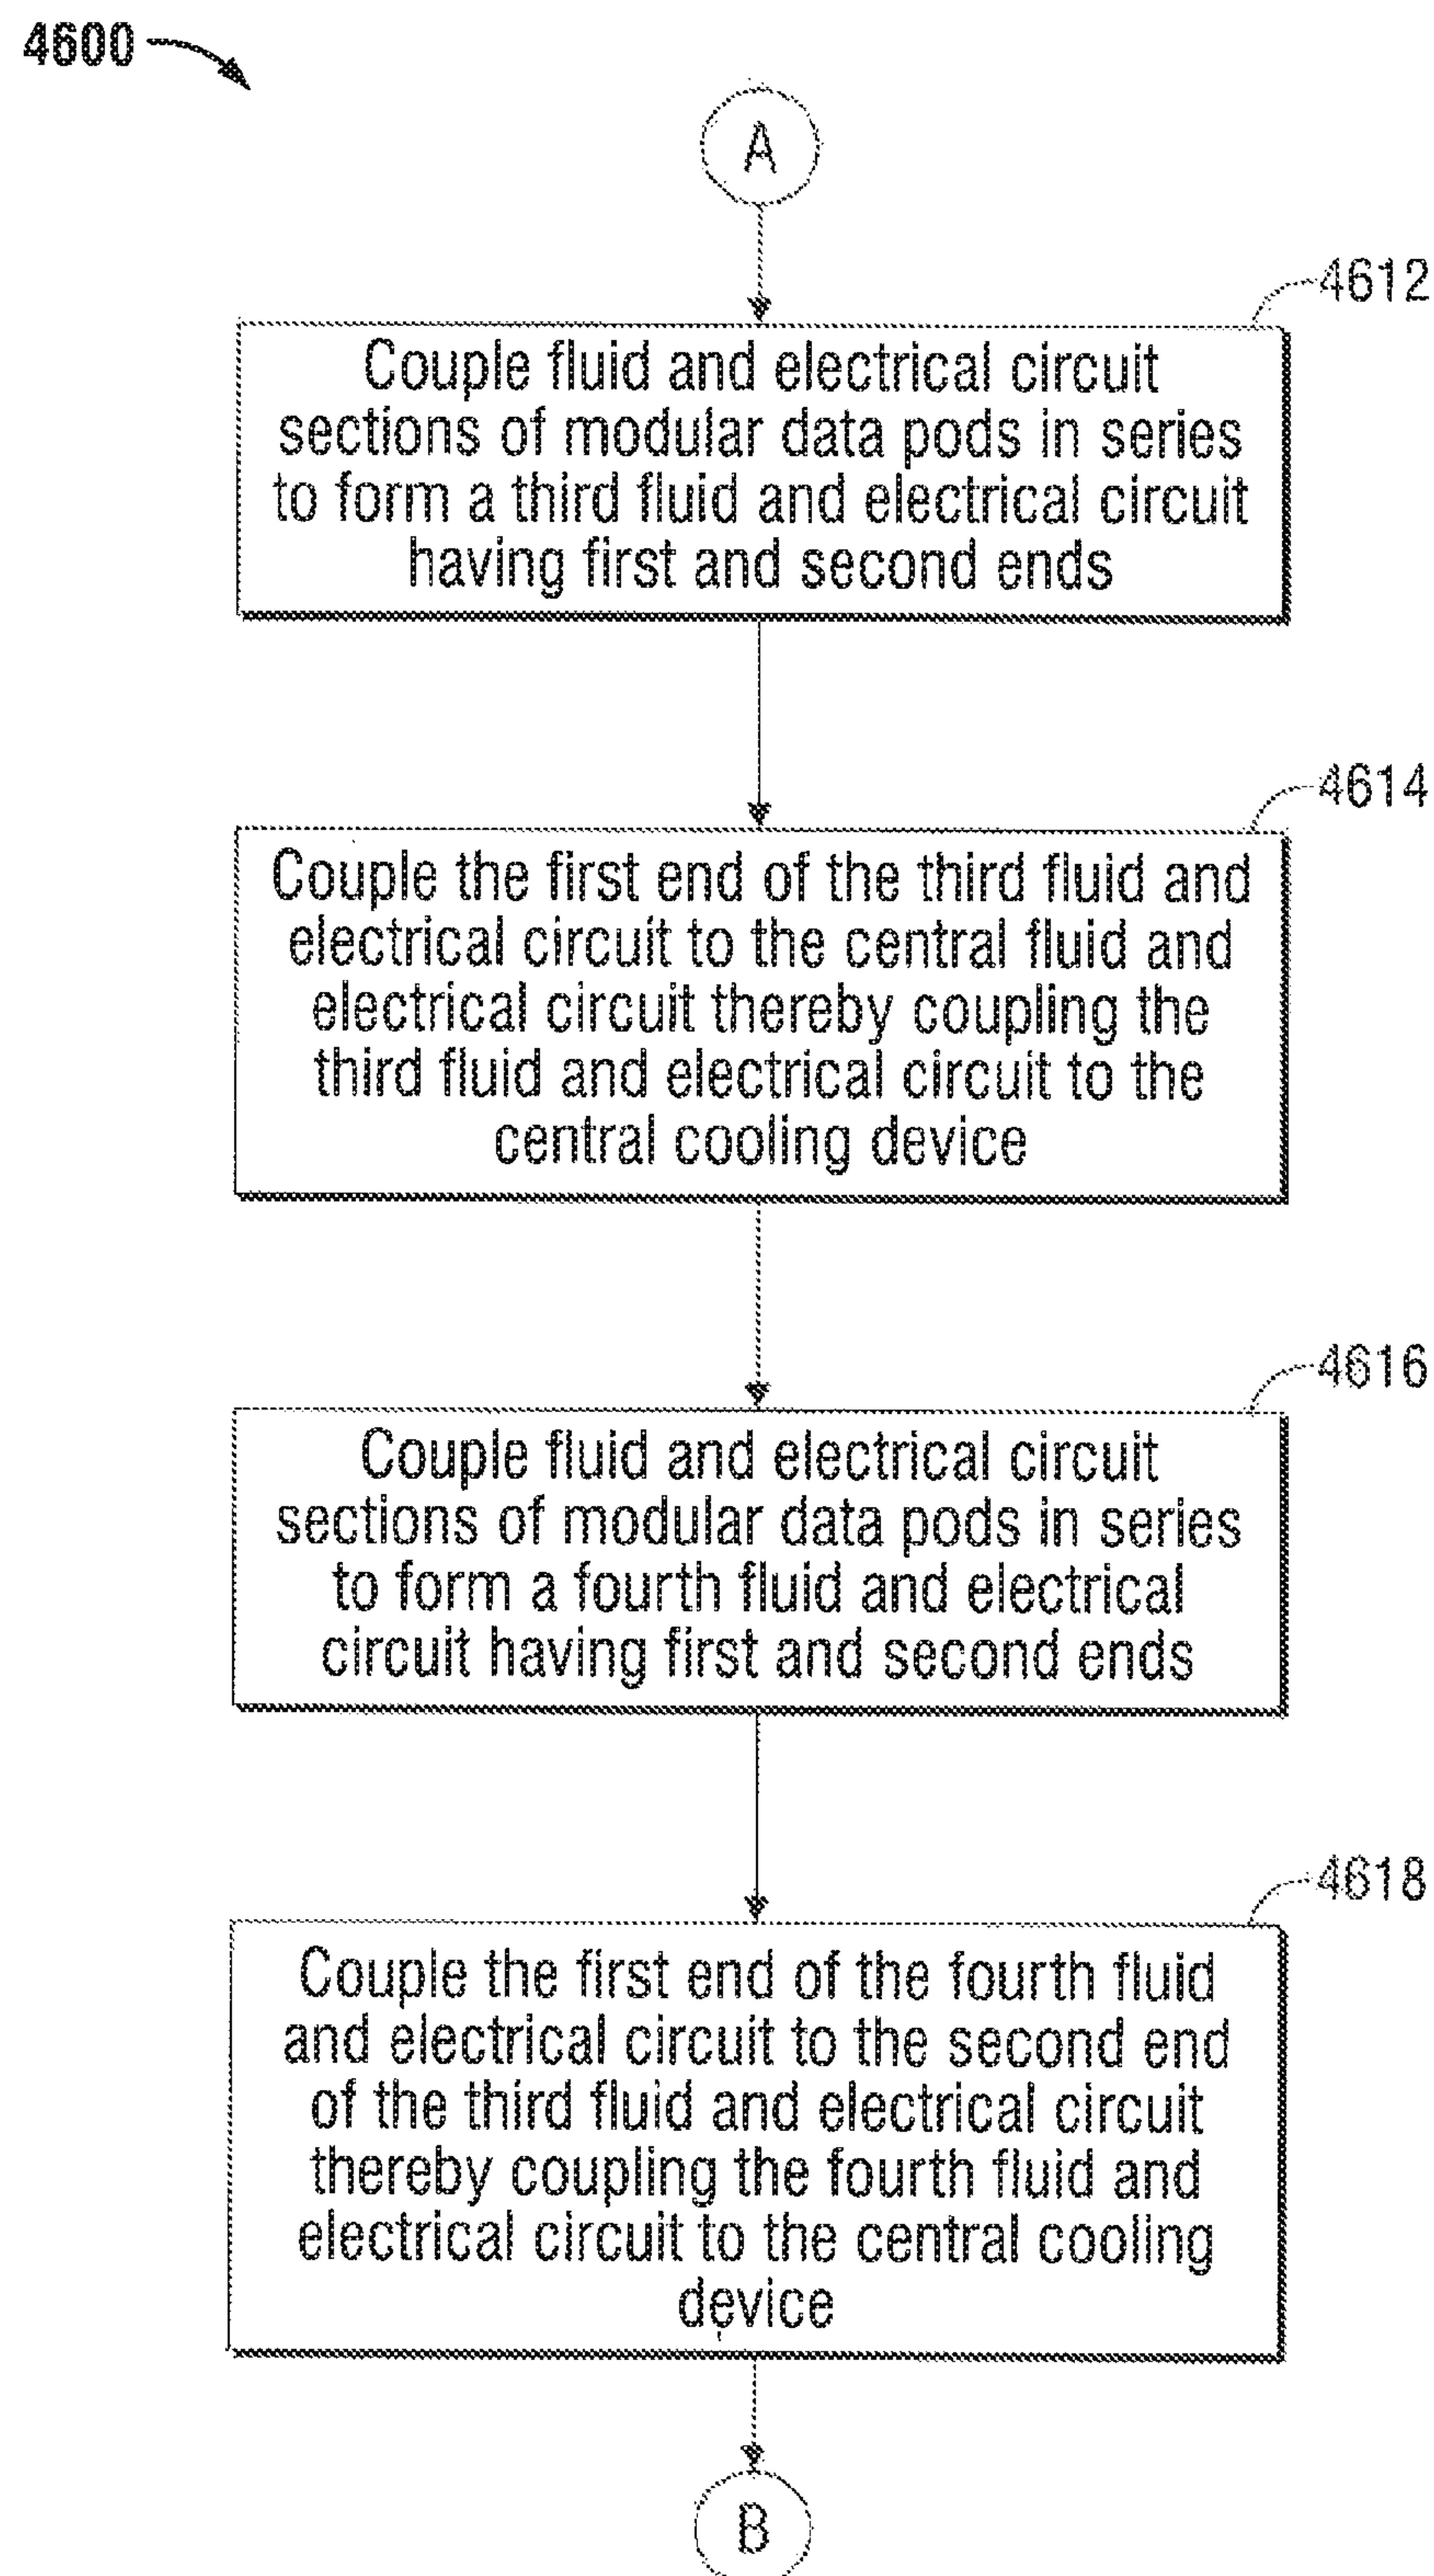 4600
A
4612
Couple fluid and electrical circuit
sections of modular data pods in series
to form a third fluid and electrical circuit
having first and second ends
4614
Couple the first end of the third fluid and
electrical circuit to the central fluid and
electrical circuit thereby coupling the
third fluid and electrical circuit to the
central cooling device
4616
Couple fluid and electrical circuit
sections of modular data pods in series
to form a fourth fluid and electrical
circuit having first and second ends
4618
Couple the first end of the fourth fluid
and electrical circuit to the second end
of the third fluid and electrical circuit
thereby coupling the fourth fluid and
electrical circuit to the central cooling
device
B